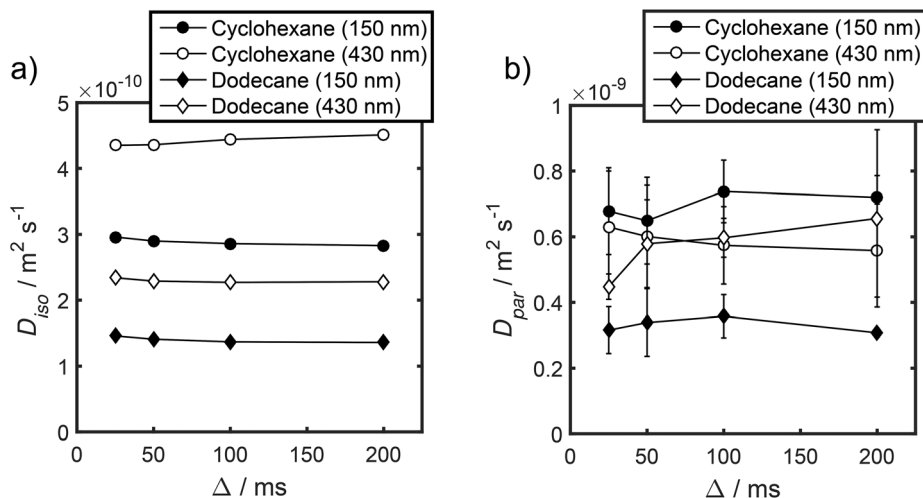 a)
Cyclohexane (150 nm)
Cyclohexane (430 nm)
Dodecane (150 nm)
Dodecane (430 nm)
×10⁻¹⁰
5
4
3
2
1
0
D_iso / m² s⁻¹
0 50 100 150 200
Δ / ms
b)
Cyclohexane (150 nm)
Cyclohexane (430 nm)
Dodecane (150 nm)
Dodecane (430 nm)
×10⁻⁹
1
0.8
0.6
0.4
0.2
0
D_par / m² s⁻¹
0 50 100 150 200
Δ / ms